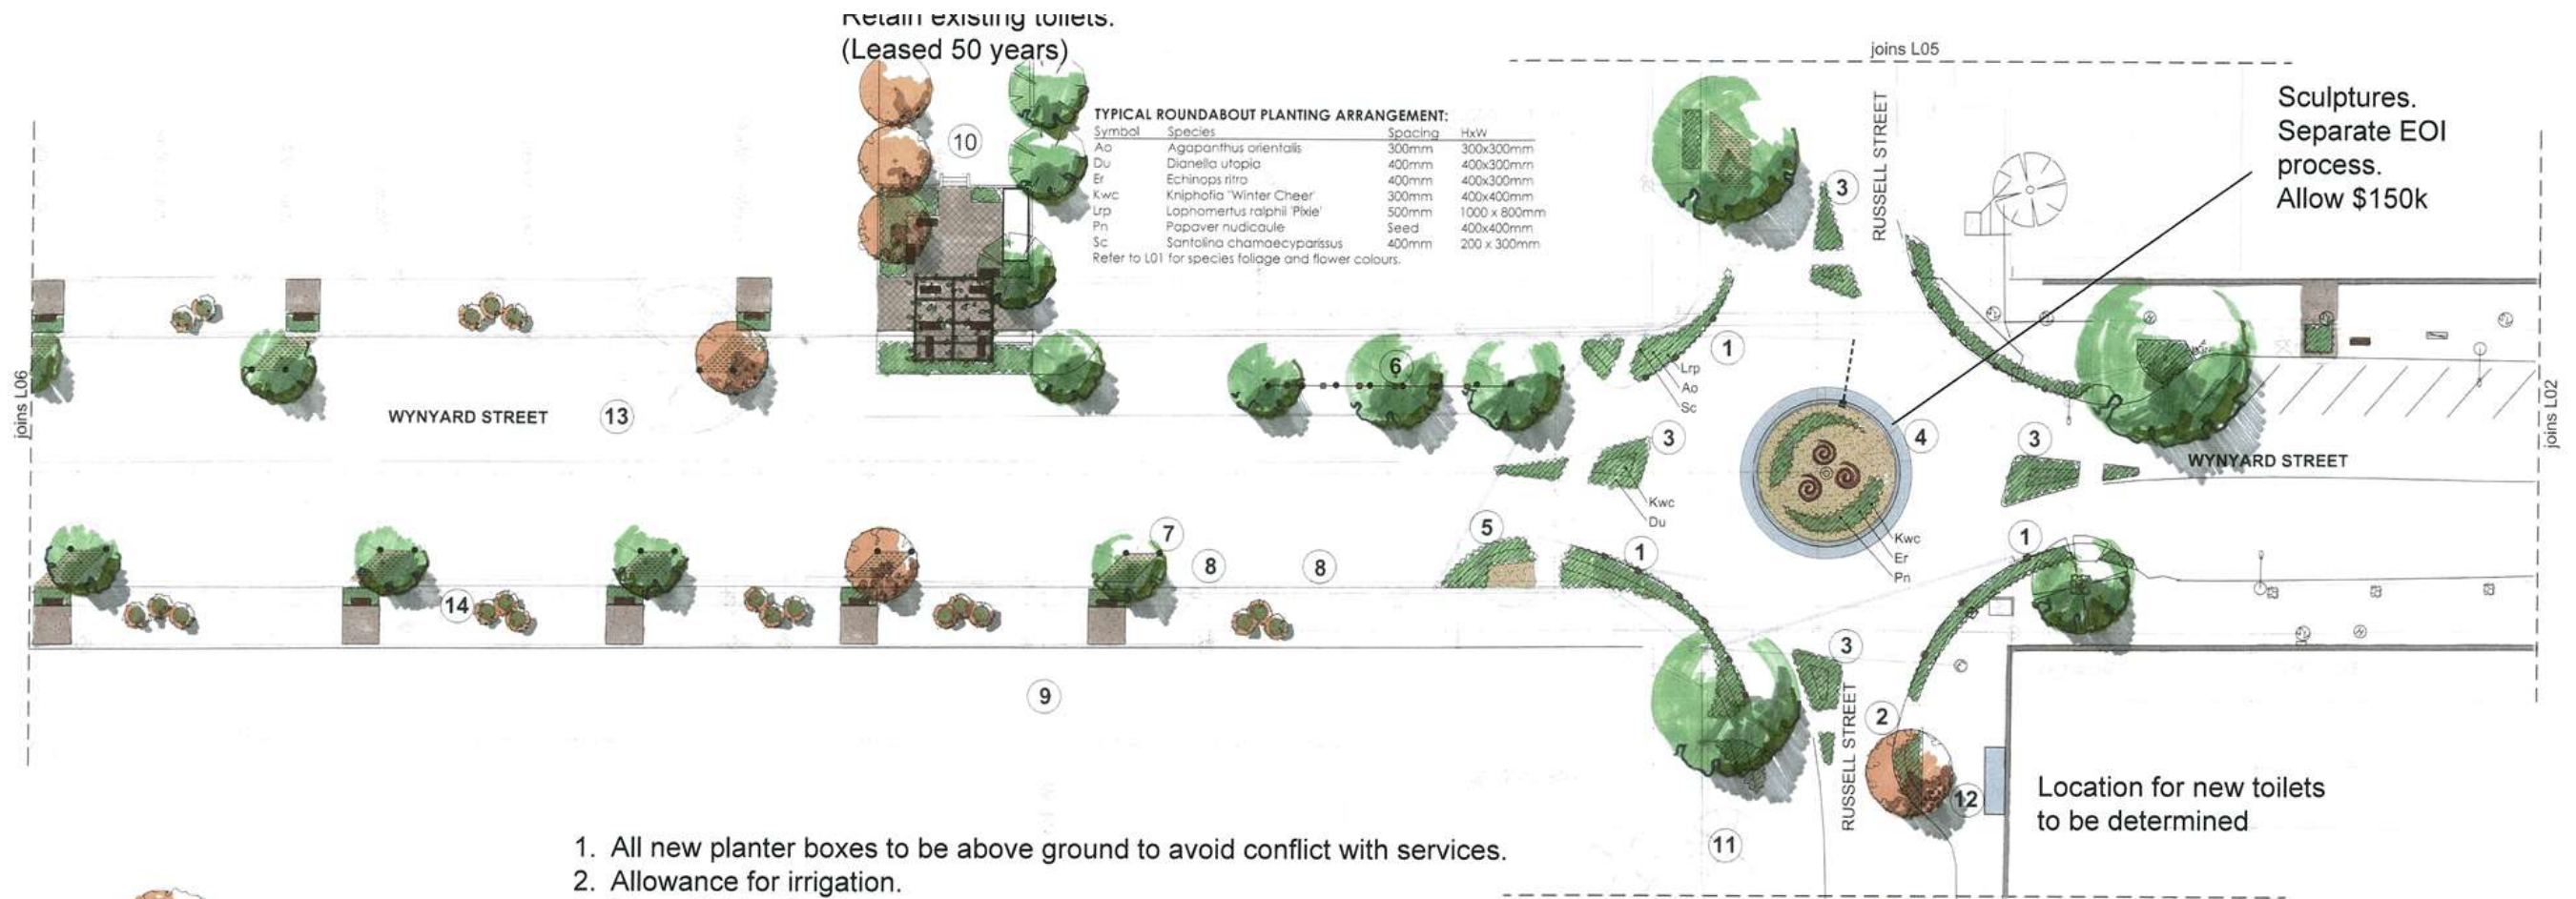 Retain existing toilets.
(Leased 50 years)
joins L05
Sculptures.
Separate EOI
process.
Allow $150k
TYPICAL ROUNDABOUT PLANTING ARRANGEMENT:
Symbol Species Spacing HxW
Ao Agapanthus orientalis 300mm 300x300mm
Du Dianella utopia 400mm 400x300mm
Er Echinops ritro 400mm 400x300mm
Kwc Kniphofia 'Winter Cheer' 300mm 400x400mm
Lrp Lophomertus ralphii 'Pixie' 500mm 1000 x 800mm
Pn Papaver nudicaule Seed 400x400mm
Sc Santolina chamaecyparissus 400mm 200 x 300mm
Refer to L01 for species foliage and flower colours.
10
3
RUSSELL STREET
1
Lrp
Ao
Sc
6
joins L06
WYNYARD STREET
13
3
4
3
joins L02
WYNYARD STREET
Kwc
Du
7
8
8
5
1
Kwc
Er
Pn
1
14
9
3
RUSSELL STREET
2
12
11
Location for new toilets
to be determined
1. All new planter boxes to be above ground to avoid conflict with services.
2. Allowance for irrigation.